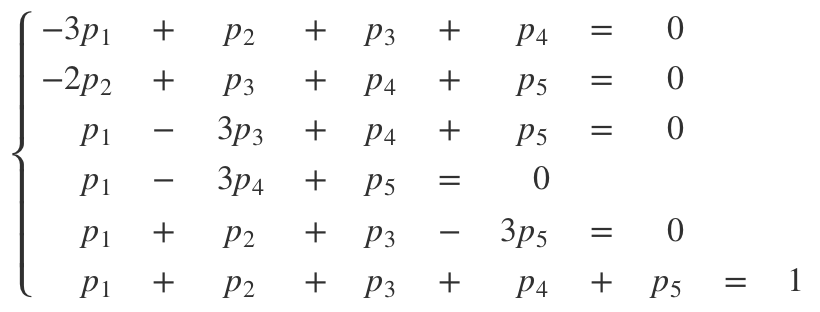 −3p₁ + p₂ + p₃ + p₄ = 0
−2p₂ + p₃ + p₄ + p₅ = 0
p₁ − 3p₃ + p₄ + p₅ = 0
p₁ − 3p₄ + p₅ = 0
p₁ + p₂ + p₃ − 3p₅ = 0
p₁ + p₂ + p₃ + p₄ + p₅ = 1